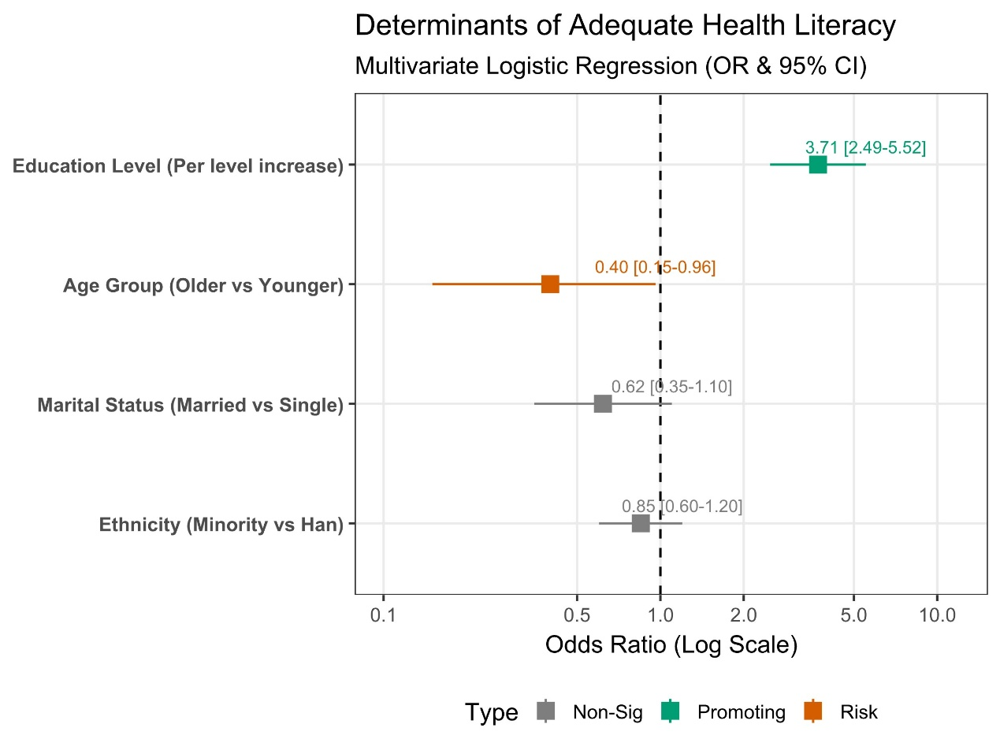 Determinants of Adequate Health Literacy
Multivariate Logistic Regression (OR & 95% CI)
3.71 [2.49-5.52]
Education Level (Per level increase)
0.40 [0.15-0.96]
Age Group (Older vs Younger)
0.62 [0.35-1.10]
Marital Status (Married vs Single)
0.85 [0.60-1.20]
Ethnicity (Minority vs Han)
0.1 0.5 1.0 2.0 5.0 10.0
Odds Ratio (Log Scale)
Type Non-Sig Promoting Risk